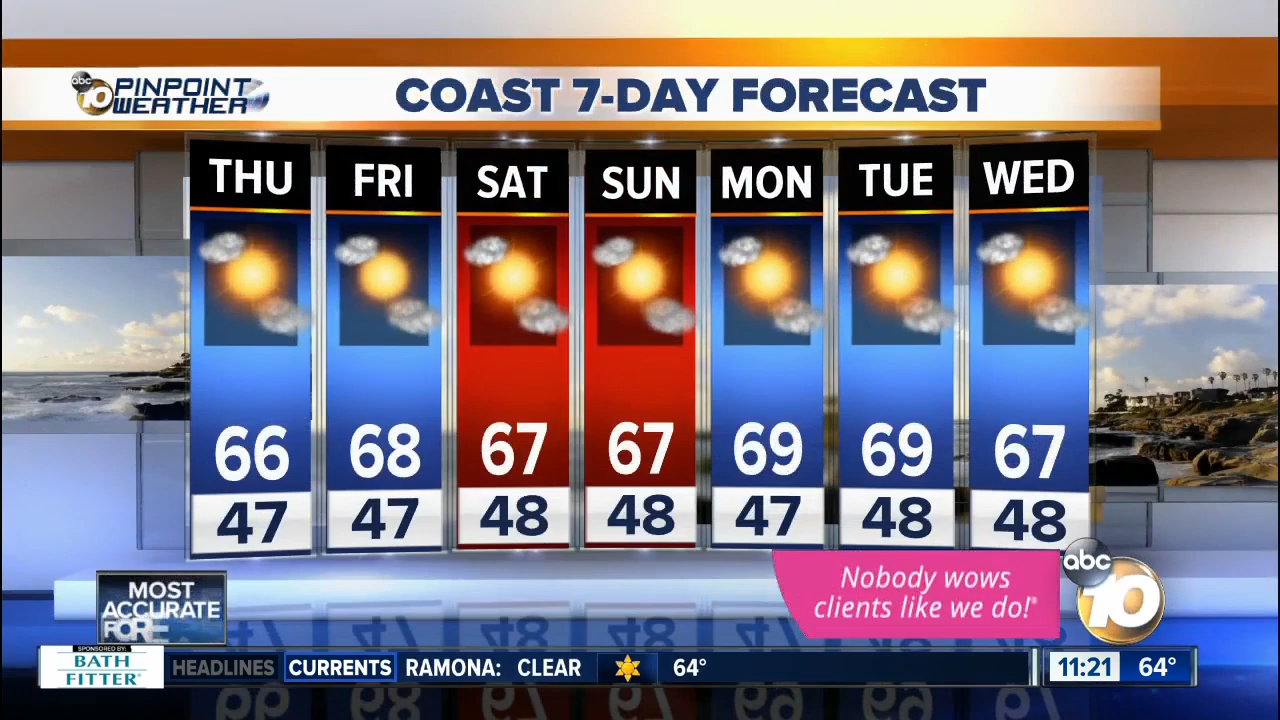 abc 10 PINPOINT WEATHER
COAST 7-DAY FORECAST
THU FRI SAT SUN MON TUE WED
66 68 67 67 69 69 67
47 47 48 48 47 48 48
MOST
ACCURATE
FORE
Nobody wows
clients like we do!®
abc 10
SPONSORED BY:
BATH
FITTER®
HEADLINES CURRENTS RAMONA: CLEAR 64° 11:21 64°